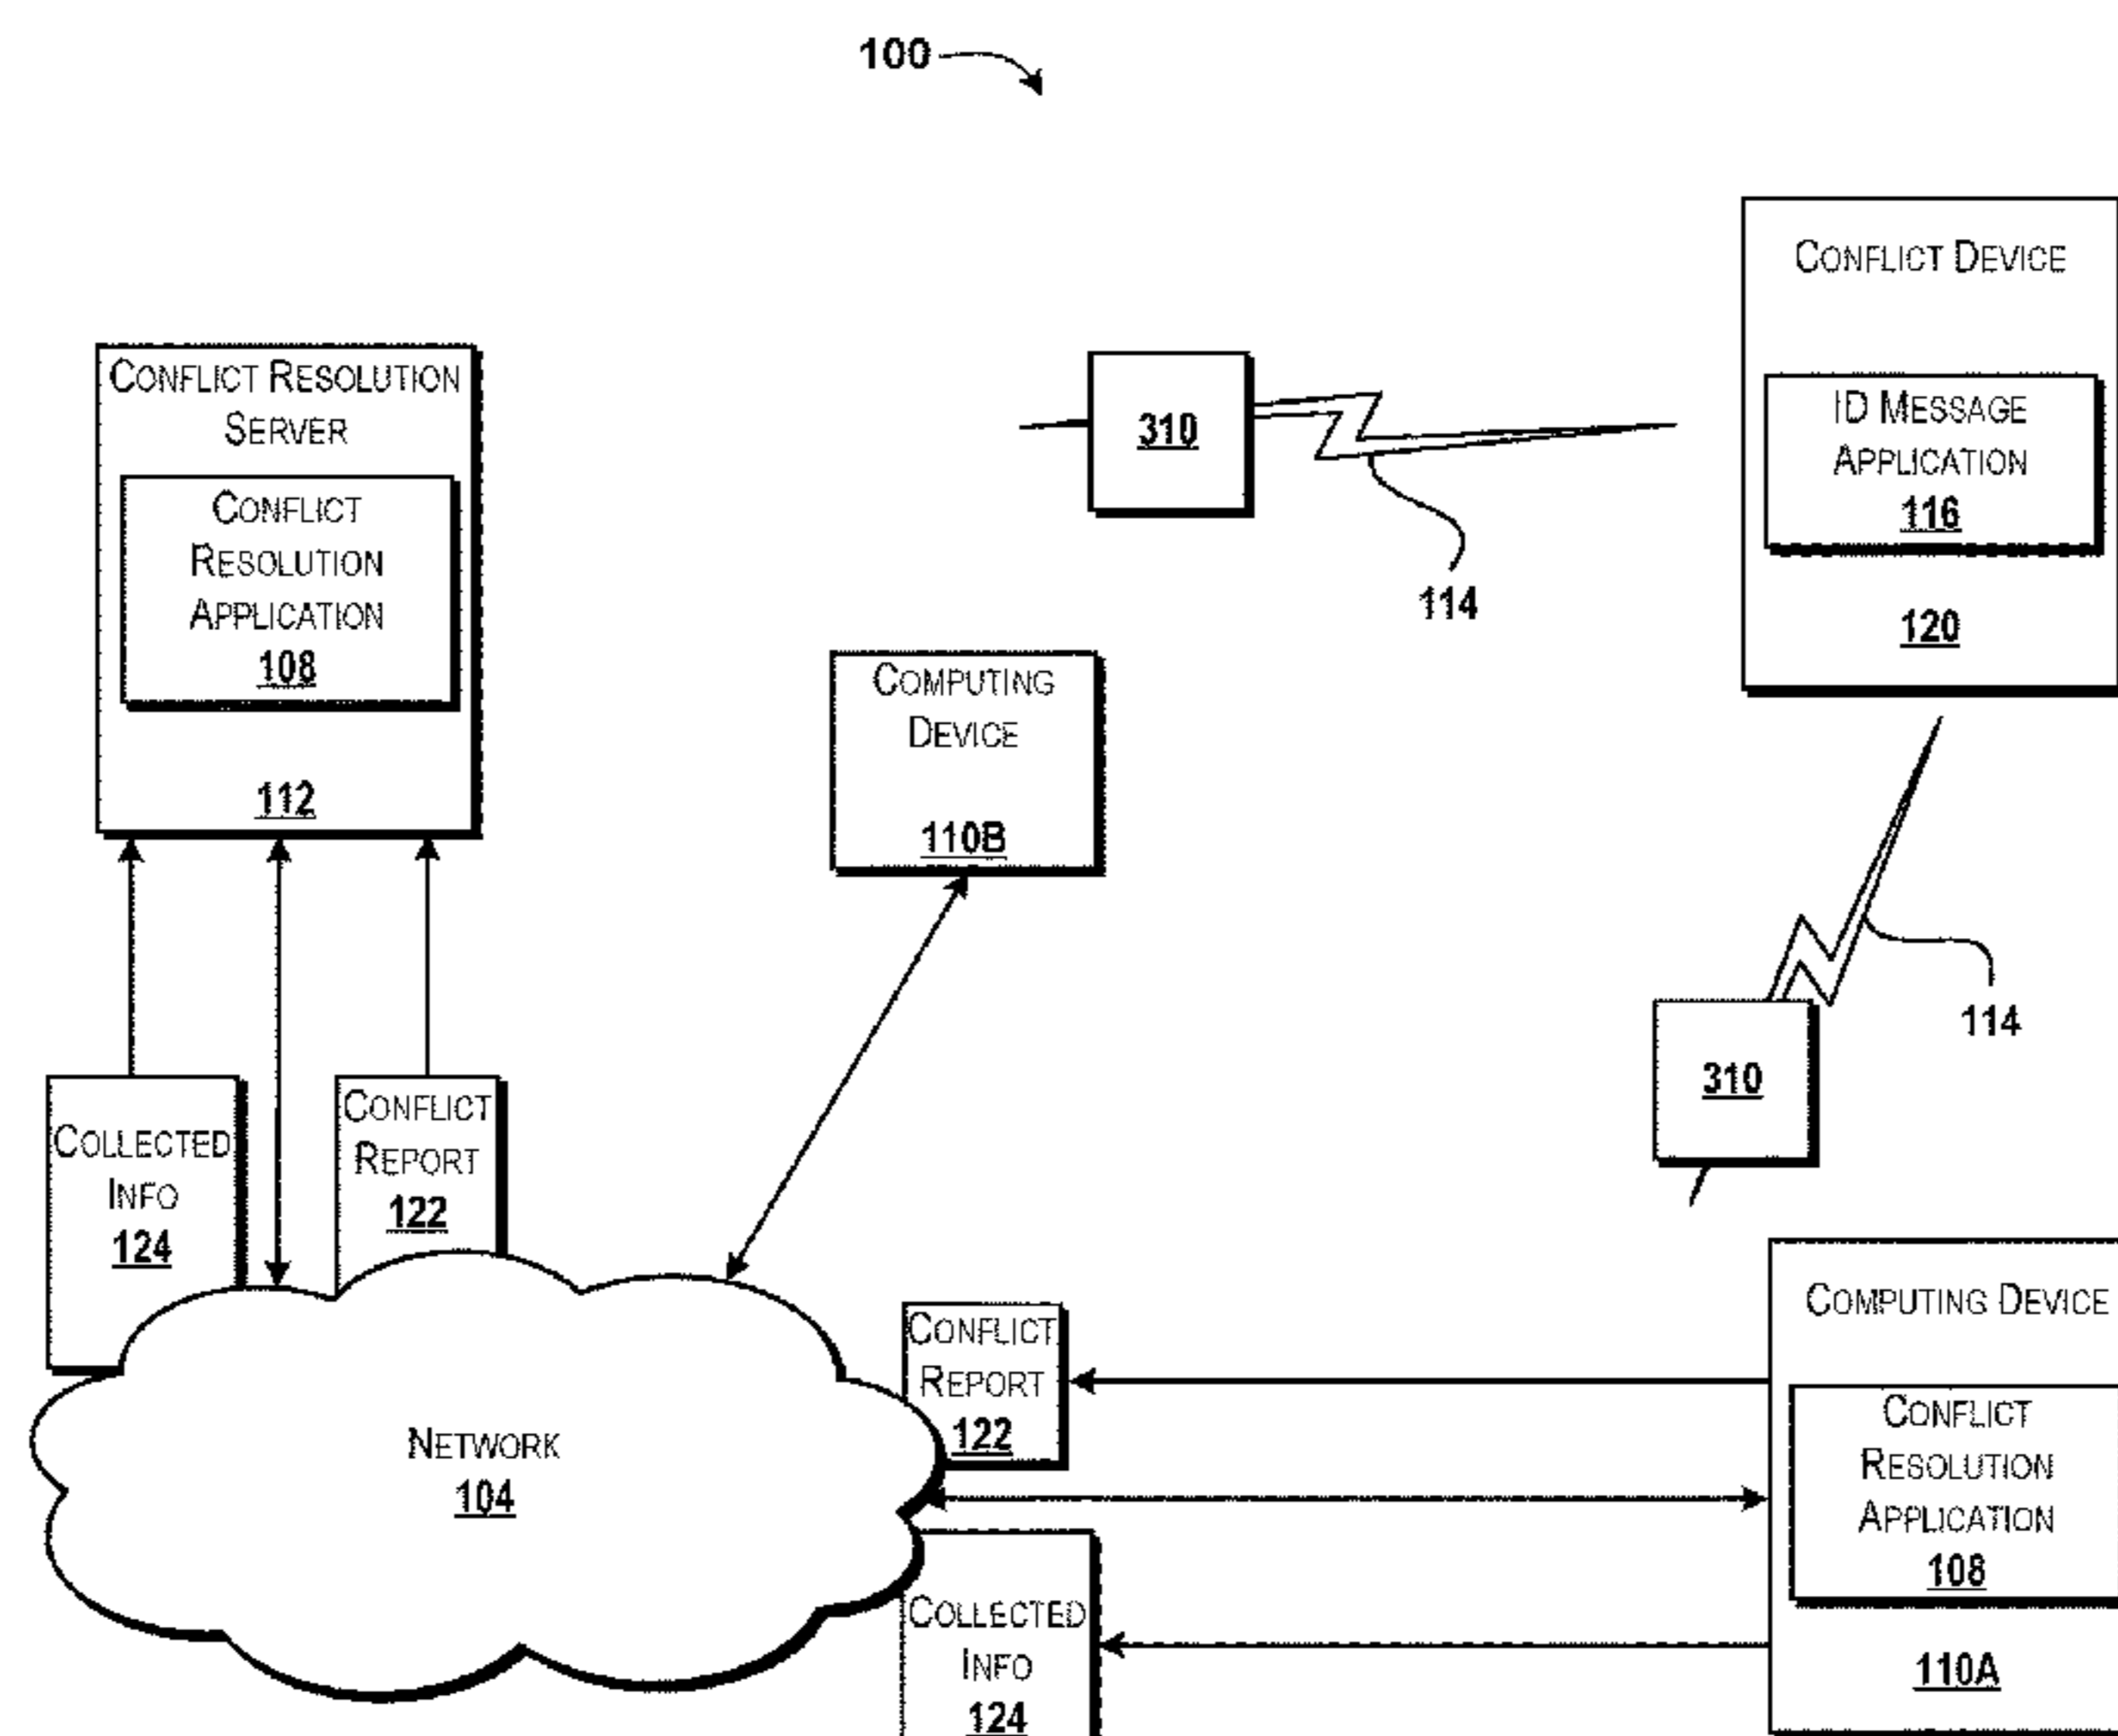 100
CONFLICT DEVICE
ID MESSAGE
APPLICATION
116
120
CONFLICT RESOLUTION
SERVER
CONFLICT
RESOLUTION
APPLICATION
108
112
310
114
COMPUTING
DEVICE
110B
114
310
COLLECTED
INFO
124
CONFLICT
REPORT
122
NETWORK
104
CONFLICT
REPORT
122
COLLECTED
INFO
124
COMPUTING DEVICE
CONFLICT
RESOLUTION
APPLICATION
108
110A